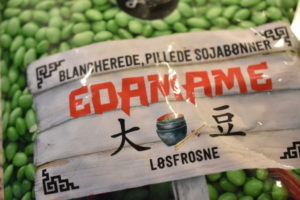 BLANCHEREDE, PILLEDE SOJABØNNER
EDAMAME
大豆
LØSFROSNE